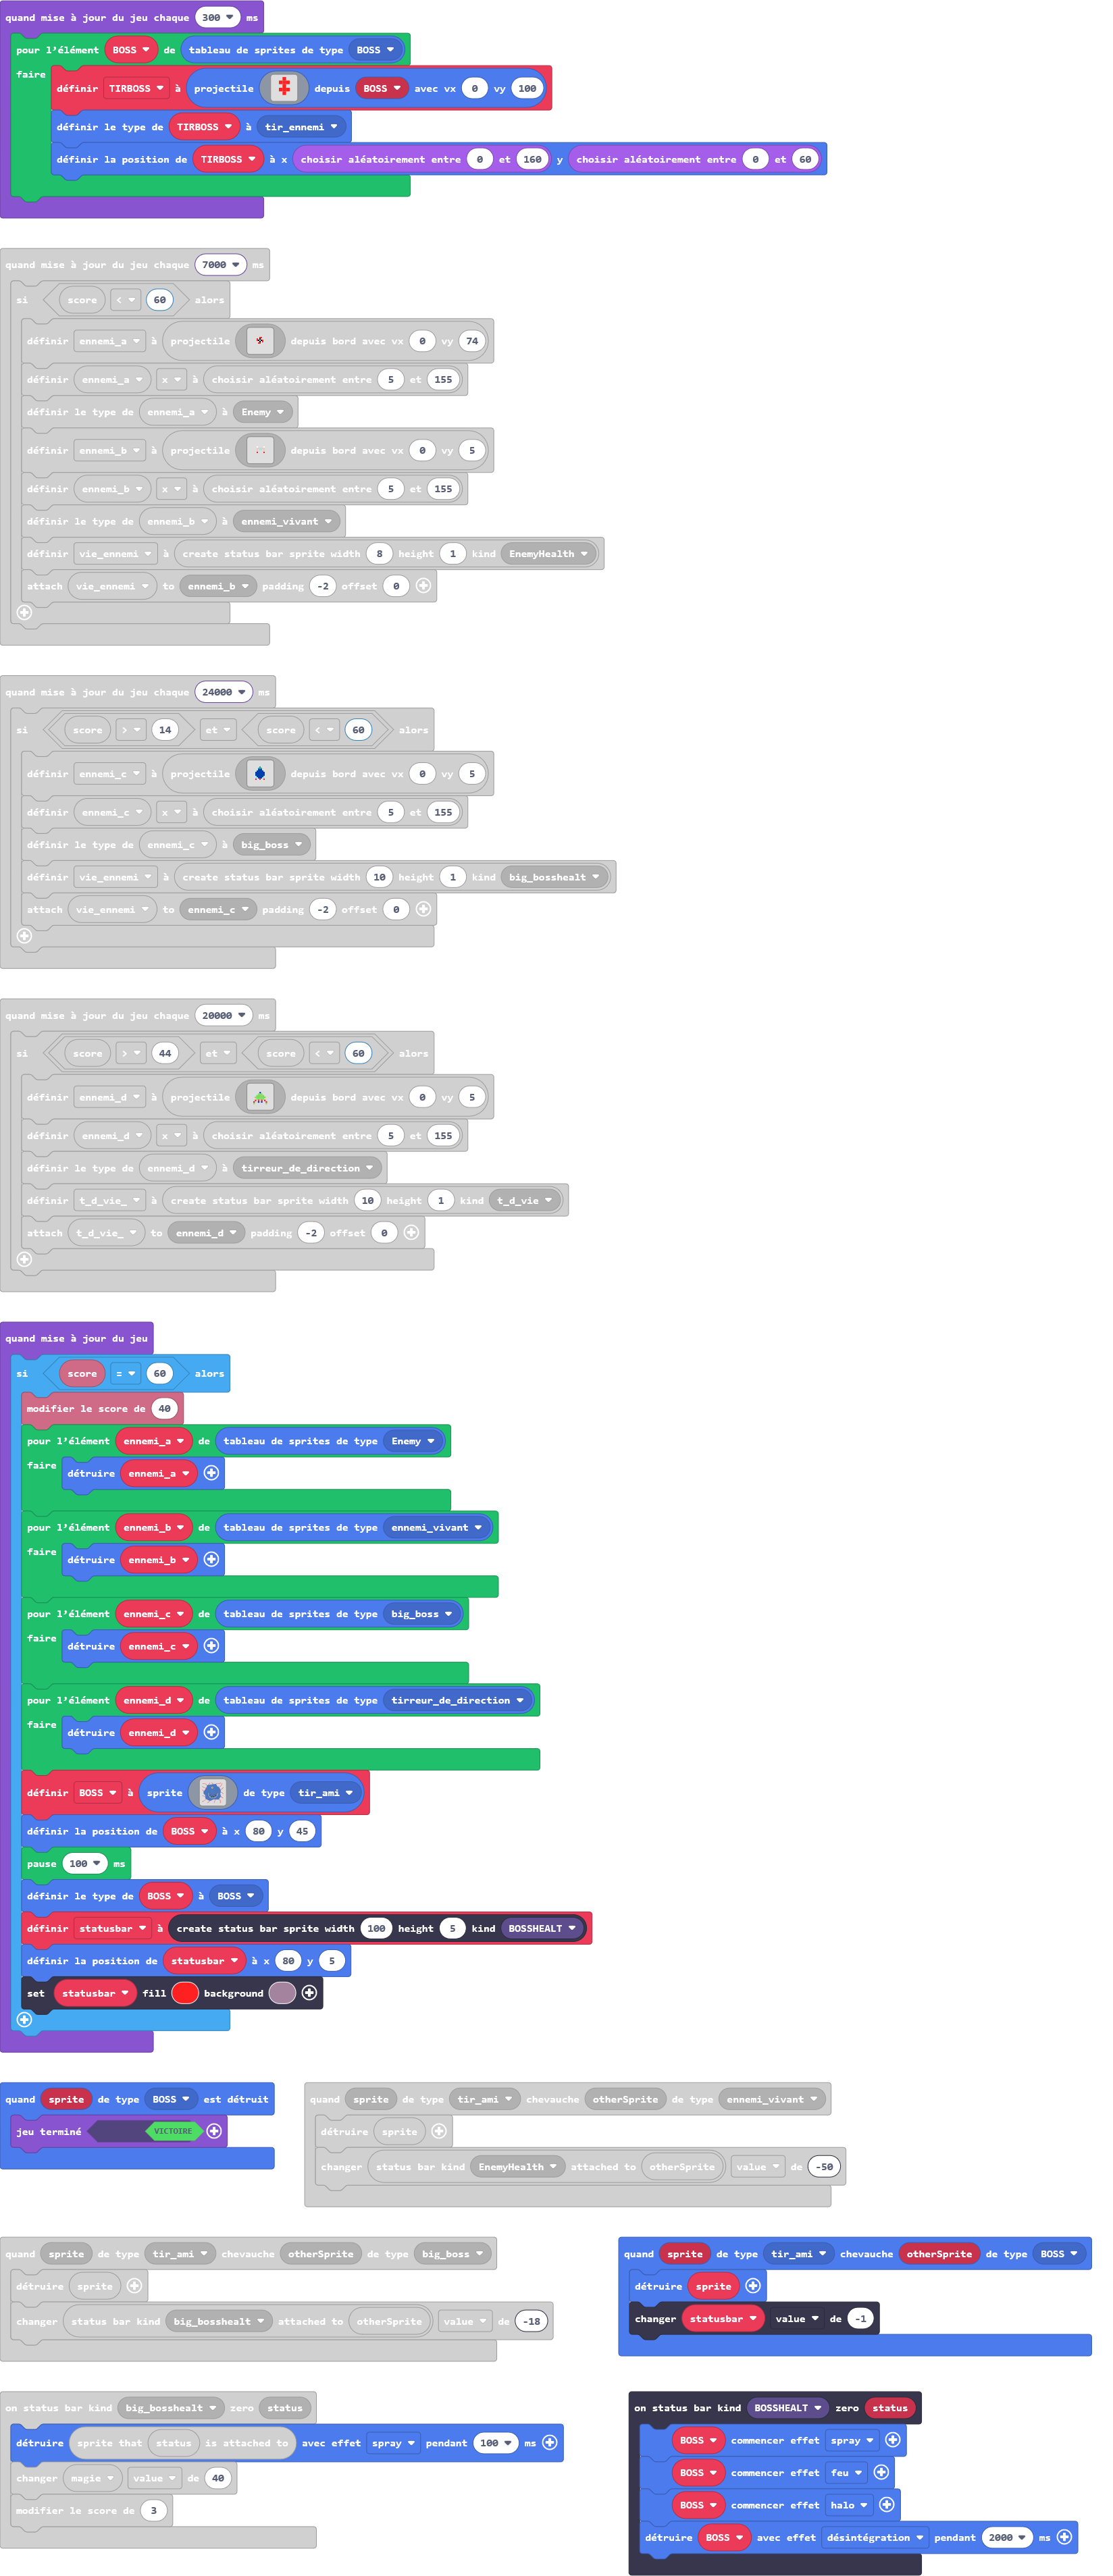 quand mise à jour du jeu chaque 300 ms
pour l'élément BOSS de tableau de sprites de type BOSS
faire
définir TIRBOSS à projectile depuis BOSS avec vx 0 vy 100
définir le type de TIRBOSS à tir_ennemi
définir la position de TIRBOSS à x choisir aléatoirement entre 0 et 160 y choisir aléatoirement entre 0 et 60
quand mise à jour du jeu chaque 7000 ms
si score < 60 alors
définir ennemi_a à projectile depuis bord avec vx 0 vy 74
définir ennemi_a x à choisir aléatoirement entre 5 et 155
définir le type de ennemi_a à Enemy
définir ennemi_b à projectile depuis bord avec vx 0 vy 5
définir ennemi_b x à choisir aléatoirement entre 5 et 155
définir le type de ennemi_b à ennemi_vivant
définir vie_ennemi à create status bar sprite width 8 height 1 kind EnemyHealth
attach vie_ennemi to ennemi_b padding -2 offset 0
quand mise à jour du jeu chaque 24000 ms
si score > 14 et score < 60 alors
définir ennemi_c à projectile depuis bord avec vx 0 vy 5
définir ennemi_c x à choisir aléatoirement entre 5 et 155
définir le type de ennemi_c à big_boss
définir vie_ennemi à create status bar sprite width 10 height 1 kind big_bosshealt
attach vie_ennemi to ennemi_c padding -2 offset 0
quand mise à jour du jeu chaque 20000 ms
si score > 44 et score < 60 alors
définir ennemi_d à projectile depuis bord avec vx 0 vy 5
définir ennemi_d x à choisir aléatoirement entre 5 et 155
définir le type de ennemi_d à tirreur_de_direction
définir t_d_vie_ à create status bar sprite width 10 height 1 kind t_d_vie
attach t_d_vie_ to ennemi_d padding -2 offset 0
quand mise à jour du jeu
si score = 60 alors
modifier le score de 40
pour l'élément ennemi_a de tableau de sprites de type Enemy
faire détruire ennemi_a
pour l'élément ennemi_b de tableau de sprites de type ennemi_vivant
faire détruire ennemi_b
pour l'élément ennemi_c de tableau de sprites de type big_boss
faire détruire ennemi_c
pour l'élément ennemi_d de tableau de sprites de type tirreur_de_direction
faire détruire ennemi_d
définir BOSS à sprite de type tir_ami
définir la position de BOSS à x 80 y 45
pause 100 ms
définir le type de BOSS à BOSS
définir statusbar à create status bar sprite width 100 height 5 kind BOSSHEALT
définir la position de statusbar à x 80 y 5
set statusbar fill background
quand sprite de type BOSS est détruit
jeu terminé VICTOIRE
quand sprite de type tir_ami chevauche otherSprite de type ennemi_vivant
détruire sprite
changer status bar kind EnemyHealth attached to otherSprite value de -50
quand sprite de type tir_ami chevauche otherSprite de type big_boss
détruire sprite
changer status bar kind big_bosshealt attached to otherSprite value de -18
quand sprite de type tir_ami chevauche otherSprite de type BOSS
détruire sprite
changer statusbar value de -1
on status bar kind big_bosshealt zero status
détruire sprite that status is attached to avec effet spray pendant 100 ms
changer magie value de 40
modifier le score de 3
on status bar kind BOSSHEALT zero status
BOSS commencer effet spray
BOSS commencer effet feu
BOSS commencer effet halo
détruire BOSS avec effet désintégration pendant 2000 ms